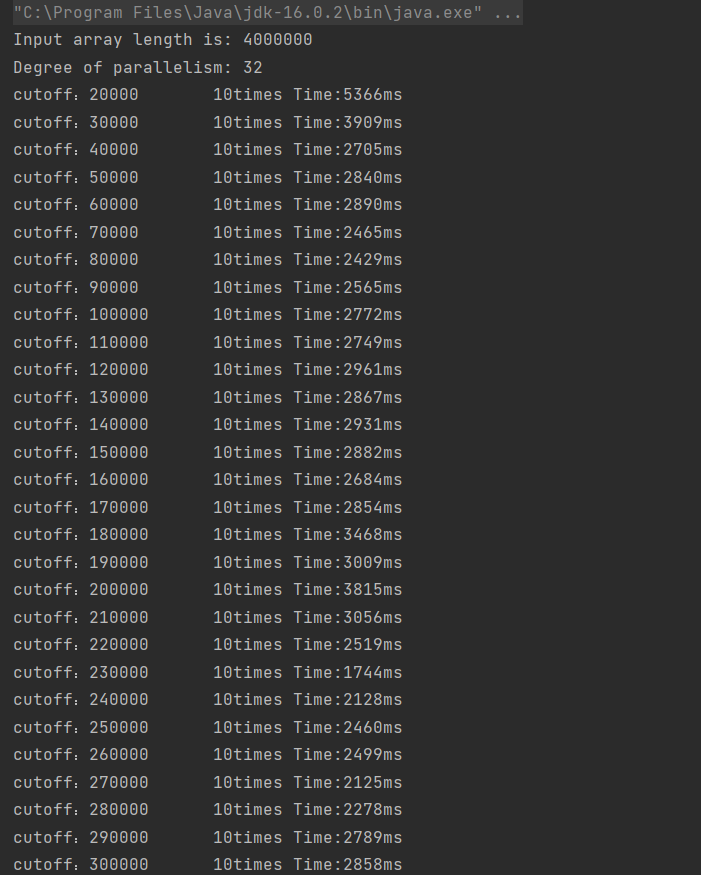 "C:\Program Files\Java\jdk-16.0.2\bin\java.exe" ...
Input array length is: 4000000
Degree of parallelism: 32
cutoff：20000 10times Time:5366ms
cutoff：30000 10times Time:3909ms
cutoff：40000 10times Time:2705ms
cutoff：50000 10times Time:2840ms
cutoff：60000 10times Time:2890ms
cutoff：70000 10times Time:2465ms
cutoff：80000 10times Time:2429ms
cutoff：90000 10times Time:2565ms
cutoff：100000 10times Time:2772ms
cutoff：110000 10times Time:2749ms
cutoff：120000 10times Time:2961ms
cutoff：130000 10times Time:2867ms
cutoff：140000 10times Time:2931ms
cutoff：150000 10times Time:2882ms
cutoff：160000 10times Time:2684ms
cutoff：170000 10times Time:2854ms
cutoff：180000 10times Time:3468ms
cutoff：190000 10times Time:3009ms
cutoff：200000 10times Time:3815ms
cutoff：210000 10times Time:3056ms
cutoff：220000 10times Time:2519ms
cutoff：230000 10times Time:1744ms
cutoff：240000 10times Time:2128ms
cutoff：250000 10times Time:2460ms
cutoff：260000 10times Time:2499ms
cutoff：270000 10times Time:2125ms
cutoff：280000 10times Time:2278ms
cutoff：290000 10times Time:2789ms
cutoff：300000 10times Time:2858ms